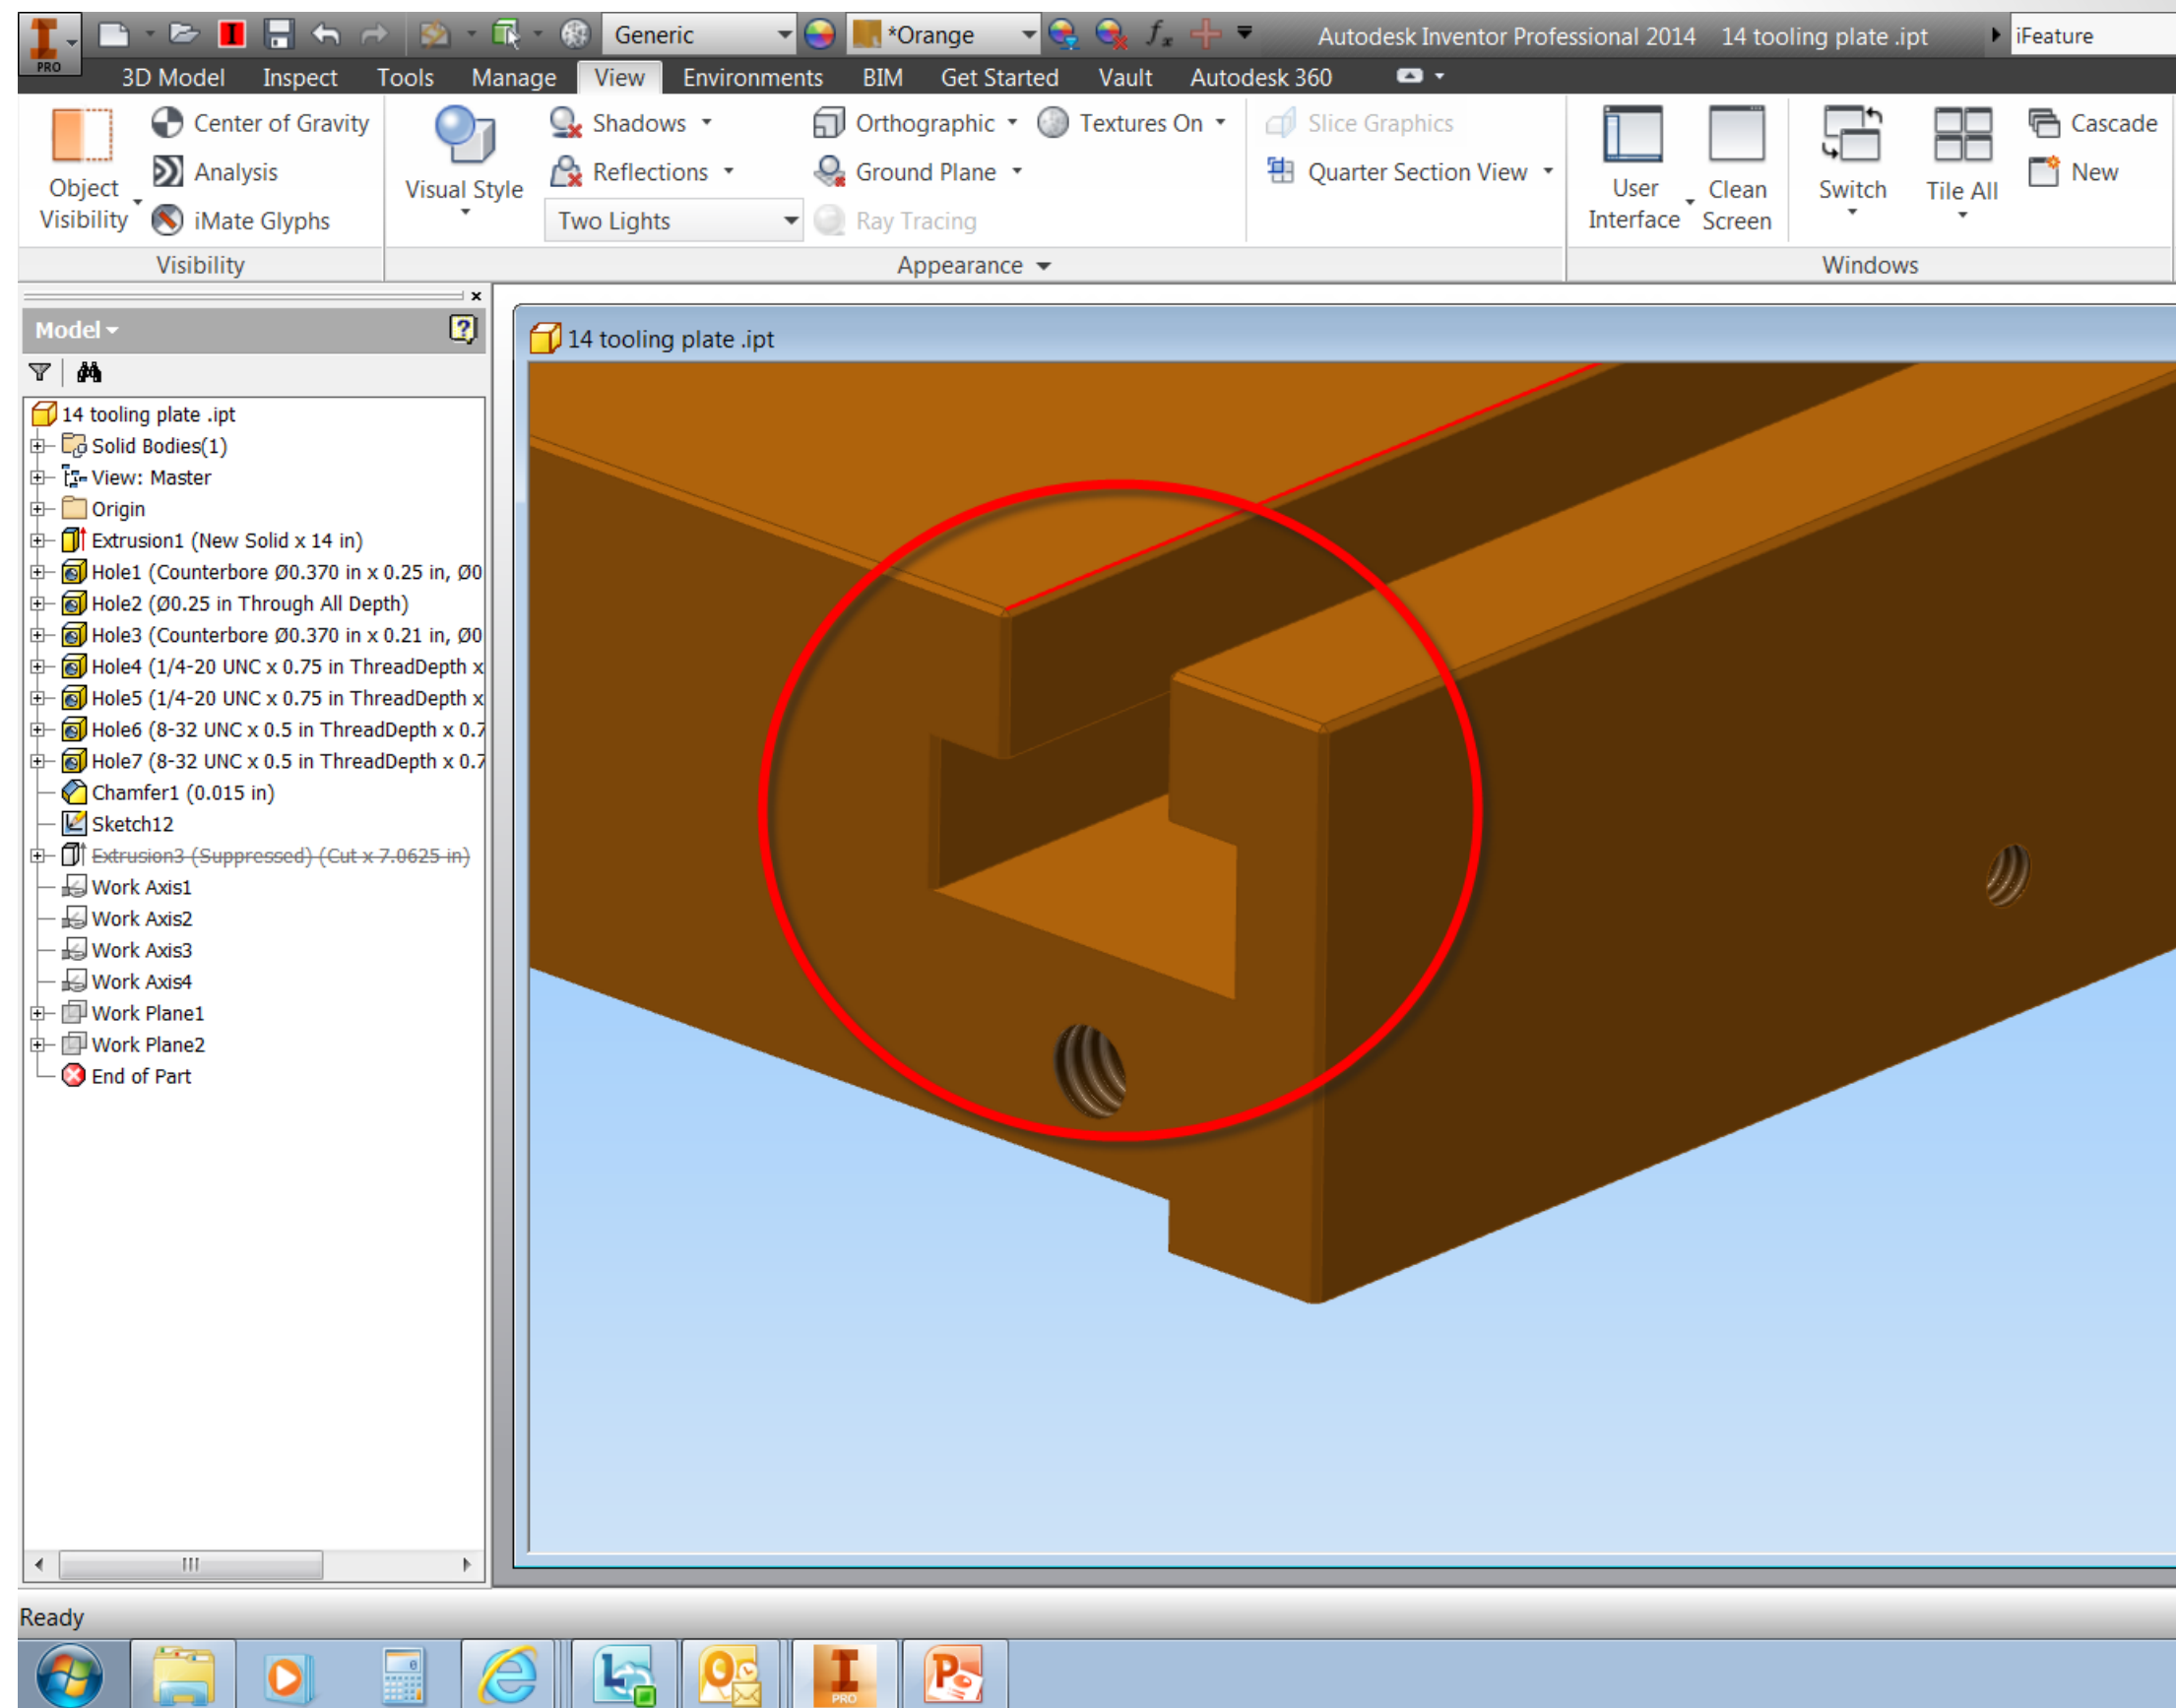 Generic
*Orange
Autodesk Inventor Professional 2014 14 tooling plate .ipt
iFeature
PRO
3D Model Inspect Tools Manage View Environments BIM Get Started Vault Autodesk 360
Object Visibility
Center of Gravity
Analysis
iMate Glyphs
Visibility
Visual Style
Shadows
Reflections
Two Lights
Orthographic
Ground Plane
Ray Tracing
Textures On
Appearance
Slice Graphics
Quarter Section View
User Interface
Clean Screen
Switch
Tile All
Cascade
New
Windows
Model
14 tooling plate .ipt
14 tooling plate .ipt
Solid Bodies(1)
View: Master
Origin
Extrusion1 (New Solid x 14 in)
Hole1 (Counterbore Ø0.370 in x 0.25 in, Ø0
Hole2 (Ø0.25 in Through All Depth)
Hole3 (Counterbore Ø0.370 in x 0.21 in, Ø0
Hole4 (1/4-20 UNC x 0.75 in ThreadDepth x
Hole5 (1/4-20 UNC x 0.75 in ThreadDepth x
Hole6 (8-32 UNC x 0.5 in ThreadDepth x 0.7
Hole7 (8-32 UNC x 0.5 in ThreadDepth x 0.7
Chamfer1 (0.015 in)
Sketch12
Extrusion3 (Suppressed) (Cut x 7.0625 in)
Work Axis1
Work Axis2
Work Axis3
Work Axis4
Work Plane1
Work Plane2
End of Part
Ready
PRO